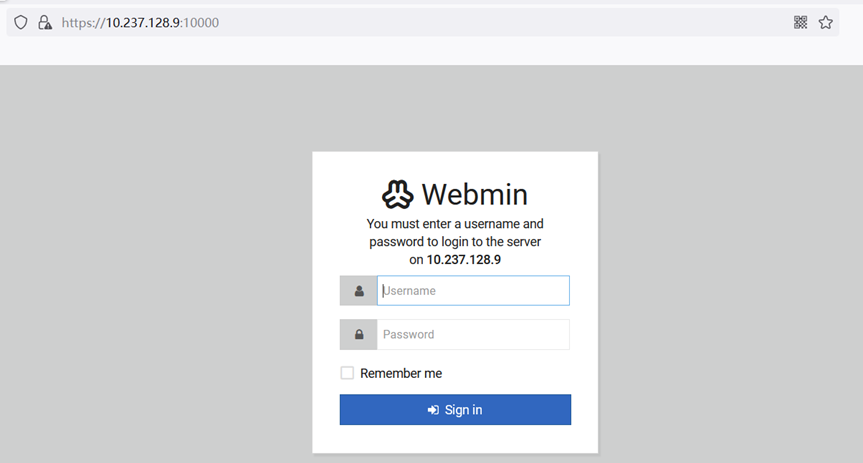 https://10.237.128.9:10000
Webmin
You must enter a username and
password to login to the server
on 10.237.128.9
Username
Password
Remember me
Sign in